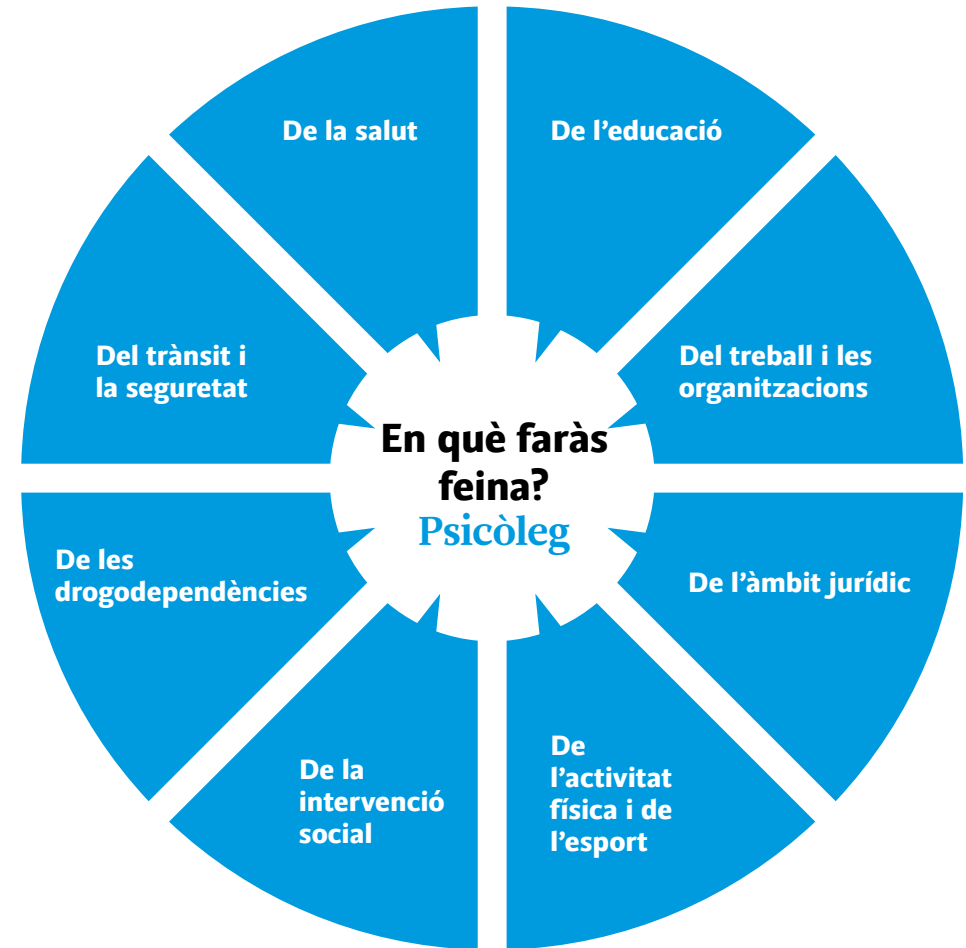 De la salut
De l’educació
Del trànsit i
la seguretat
Del treball i les
organitzacions
En què faràs
feina?
Psicòleg
De les
drogodependències
De l’àmbit jurídic
De la
intervenció
social
De
l’activitat
física i de
l’esport